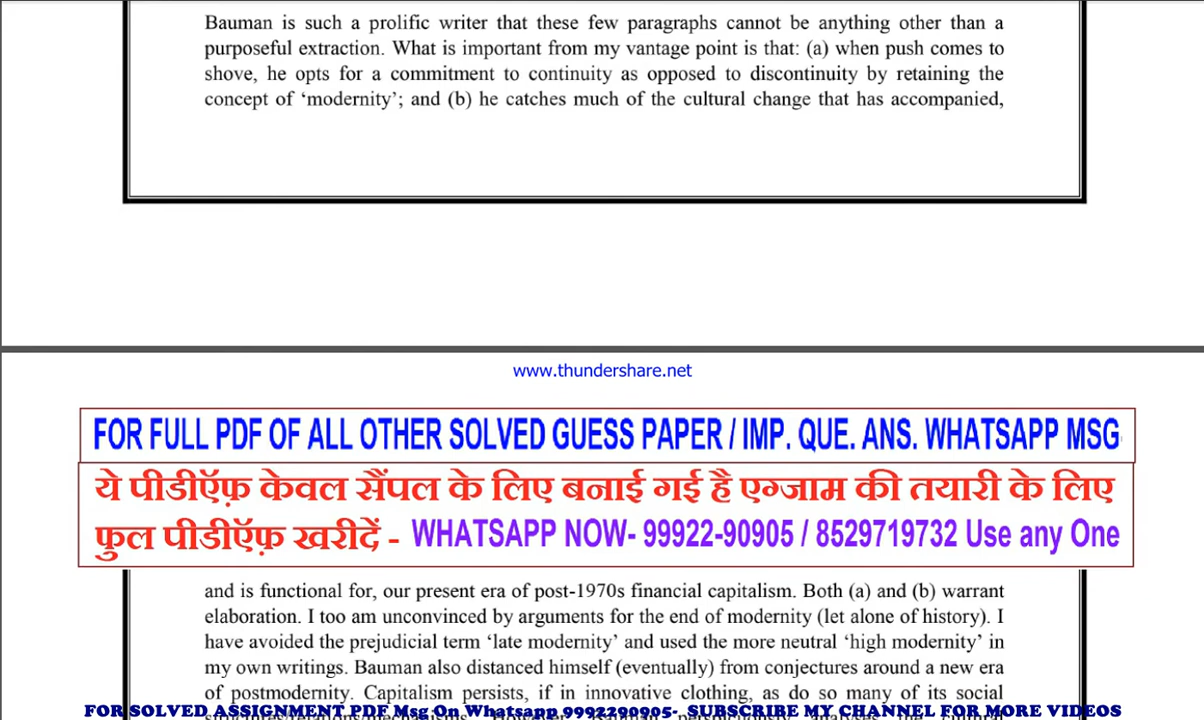 Bauman is such a prolific writer that these few paragraphs cannot be anything other than a
purposeful extraction. What is important from my vantage point is that: (a) when push comes to
shove, he opts for a commitment to continuity as opposed to discontinuity by retaining the
concept of ‘modernity’; and (b) he catches much of the cultural change that has accompanied,
www.thundershare.net
FOR FULL PDF OF ALL OTHER SOLVED GUESS PAPER / IMP. QUE. ANS. WHATSAPP MSG
ये पीडीऍफ़ केवल सैंपल के लिए बनाई गई है एग्जाम की तयारी के लिए
फुल पीडीऍफ़ खरीदें - WHATSAPP NOW- 99922-90905 / 8529719732 Use any One
and is functional for, our present era of post-1970s financial capitalism. Both (a) and (b) warrant
elaboration. I too am unconvinced by arguments for the end of modernity (let alone of history). I
have avoided the prejudicial term ‘late modernity’ and used the more neutral ‘high modernity’ in
my own writings. Bauman also distanced himself (eventually) from conjectures around a new era
of postmodernity. Capitalism persists, if in innovative clothing, as do so many of its social
FOR SOLVED ASSIGNMENT PDF Msg On Whatsapp 9992290905- SUBSCRIBE MY CHANNEL FOR MORE VIDEOS